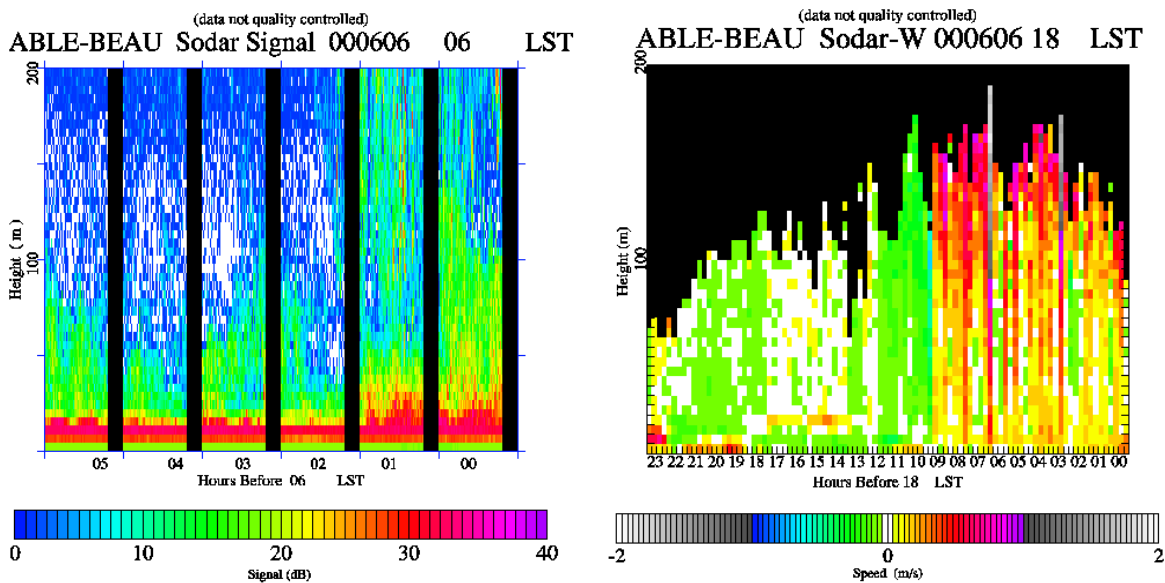 (data not quality controlled)
ABLE-BEAU Sodar Signal 000606 06 LST
200
100
Height (m)
05 04 03 02 01 00
Hours Before 06 LST
0 10 20 30 40
Signal (dB)
(data not quality controlled)
ABLE-BEAU Sodar-W 000606 18 LST
200
100
Height (m)
23 22 21 20 19 18 17 16 15 14 13 12 11 10 09 08 07 06 05 04 03 02 01 00
Hours Before 18 LST
-2 0 2
Speed (m/s)